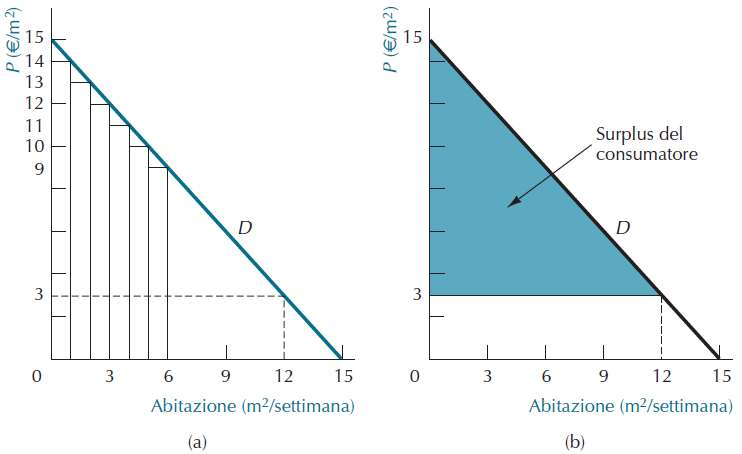 P (€/m²)
15
14
13
12
11
10
9
3
D
0 3 6 9 12 15
Abitazione (m²/settimana)
(a)
P (€/m²)
15
Surplus del
consumatore
D
3
0 3 6 9 12 15
Abitazione (m²/settimana)
(b)